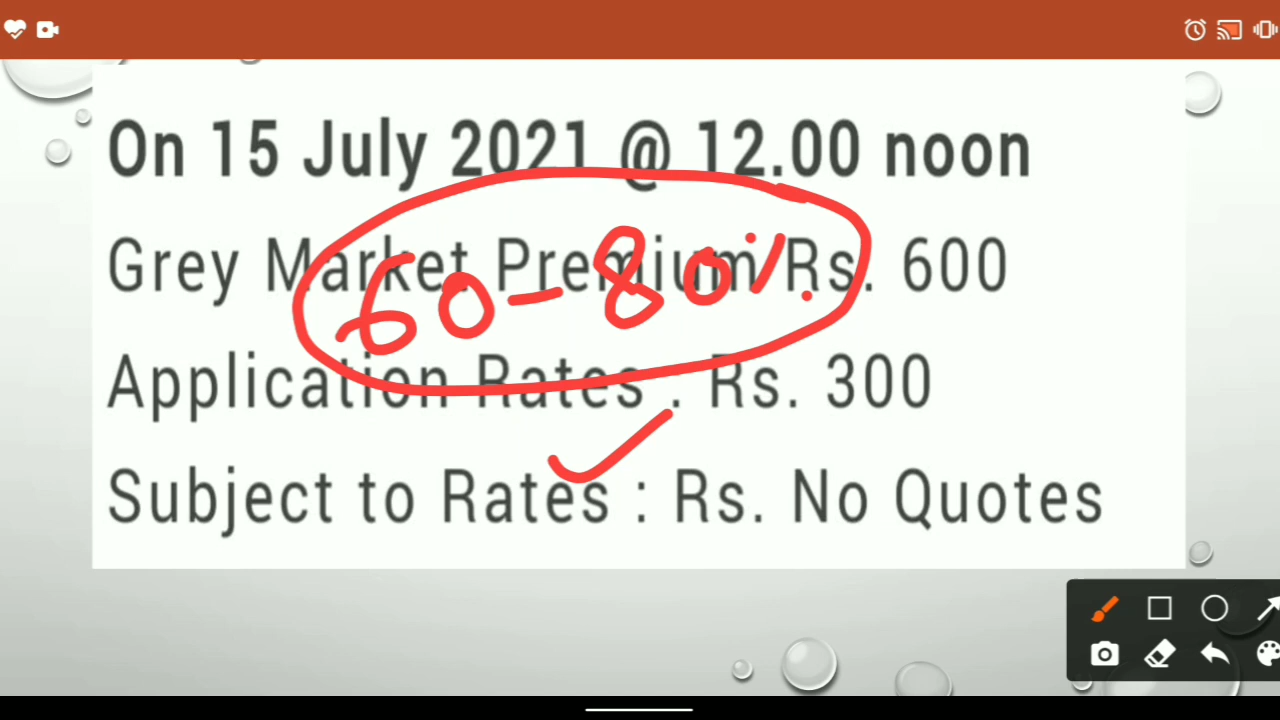 On 15 July 2021 @ 12.00 noon
Grey Market Premium Rs. 600
60-80%
Application Rates : Rs. 300
Subject to Rates : Rs. No Quotes